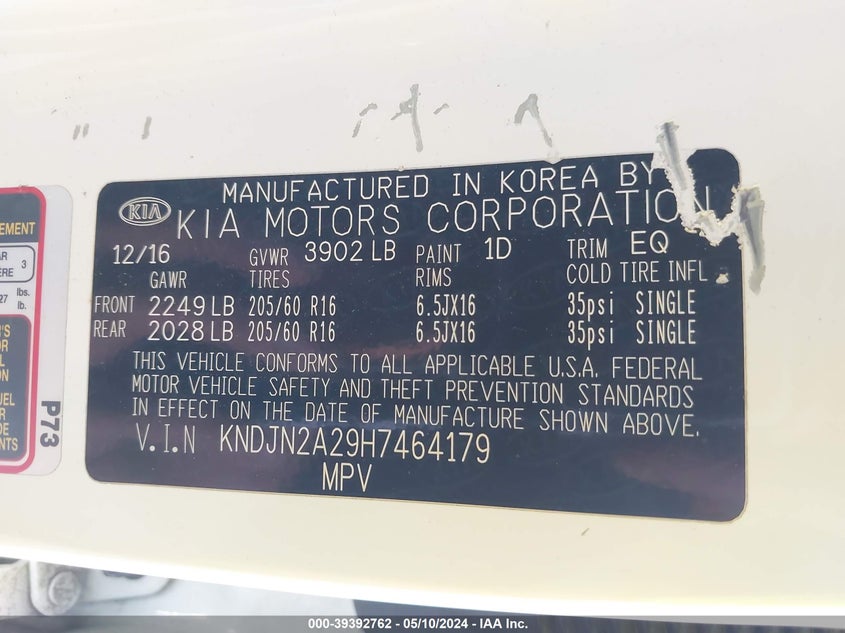 MANUFACTURED IN KOREA BY
KIA KIA MOTORS CORPORATION
12/16 GVWR 3902 LB PAINT 1D TRIM EQ
GAWR TIRES RIMS COLD TIRE INFL.
FRONT 2249 LB 205/60 R16 6.5JX16 35psi SINGLE
REAR 2028 LB 205/60 R16 6.5JX16 35psi SINGLE
THIS VEHICLE CONFORMS TO ALL APPLICABLE U.S.A. FEDERAL
MOTOR VEHICLE SAFETY AND THEFT PREVENTION STANDARDS
IN EFFECT ON THE DATE OF MANUFACTURE SHOWN ABOVE.
V.I.N KNDJN2A29H7464179
MPV
3
lbs.
lb.
P73
000-39392762 - 05/10/2024 - IAA Inc.